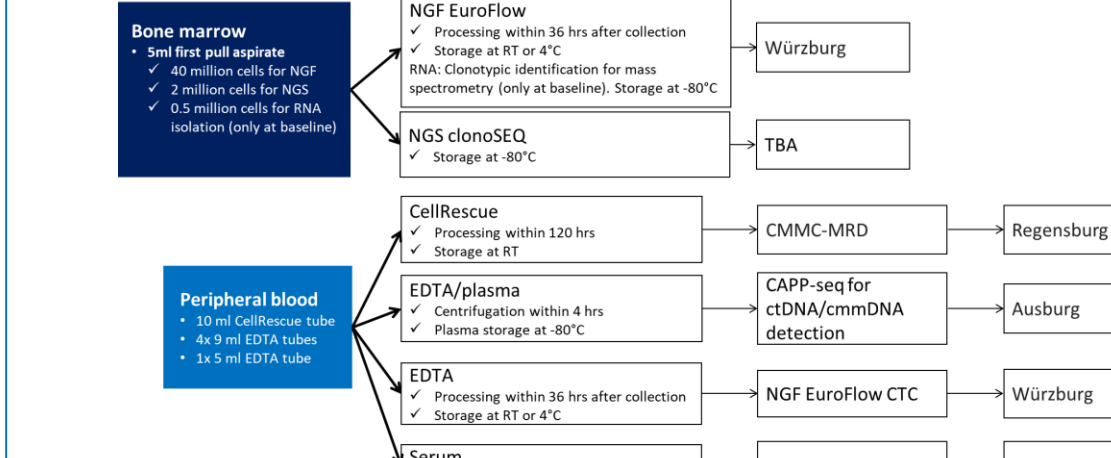 Bone marrow
• 5ml first pull aspirate
✓ 40 million cells for NGF
✓ 2 million cells for NGS
✓ 0.5 million cells for RNA
isolation (only at baseline)
NGF EuroFlow
✓ Processing within 36 hrs after collection
✓ Storage at RT or 4°C
RNA: Clonotypic identification for mass
spectrometry (only at baseline). Storage at -80°C
Würzburg
NGS clonoSEQ
✓ Storage at -80°C
TBA
Peripheral blood
• 10 ml CellRescue tube
• 4x 9 ml EDTA tubes
• 1x 5 ml EDTA tube
CellRescue
✓ Processing within 120 hrs
✓ Storage at RT
CMMC-MRD
Regensburg
EDTA/plasma
✓ Centrifugation within 4 hrs
✓ Plasma storage at -80°C
CAPP-seq for
ctDNA/cmmDNA
detection
Ausburg
EDTA
✓ Processing within 36 hrs after collection
✓ Storage at RT or 4°C
NGF EuroFlow CTC
Würzburg
Serum